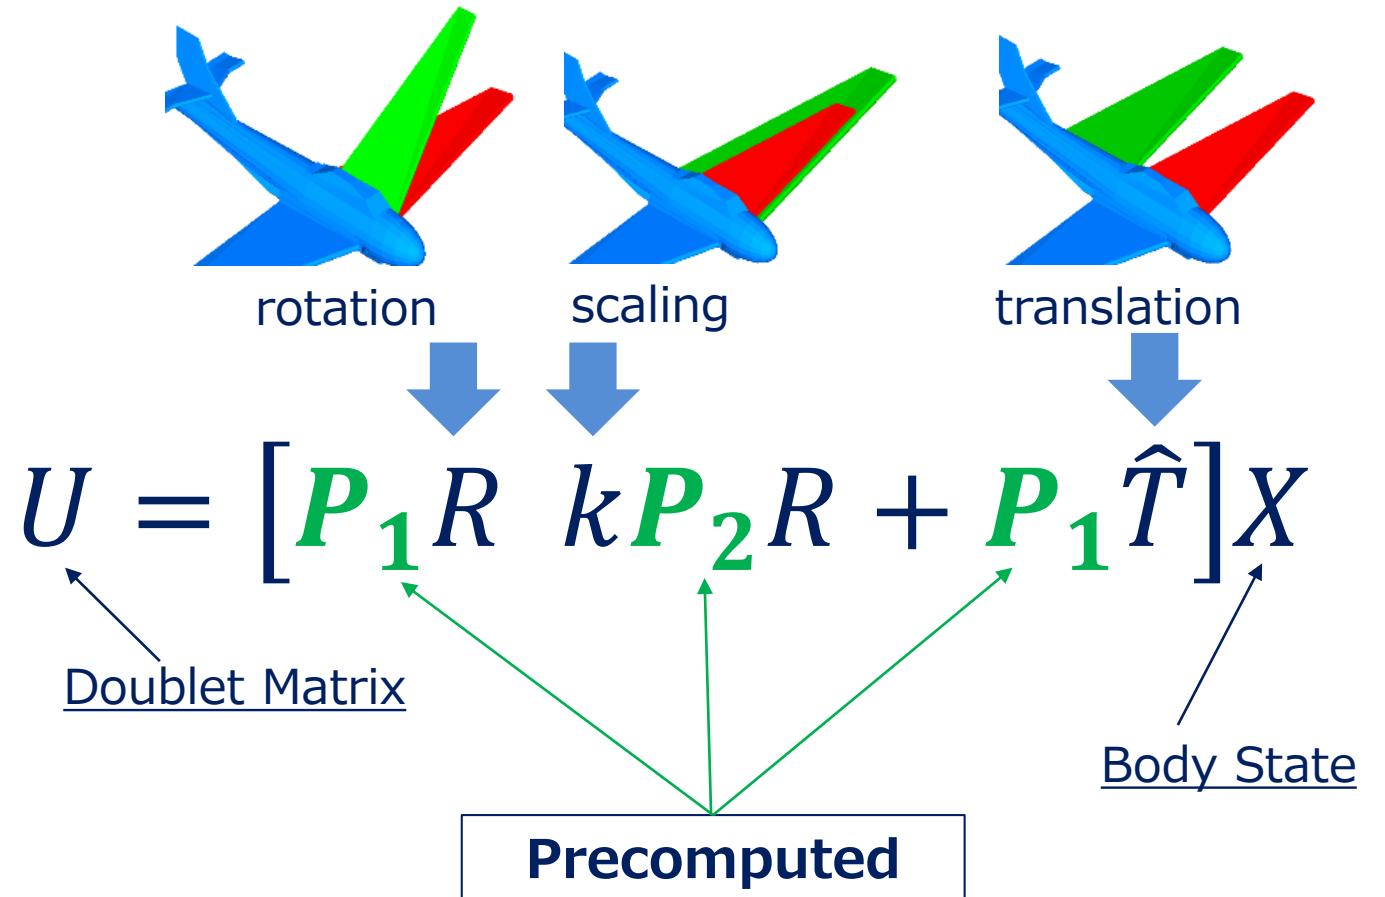 rotation
scaling
translation
U = [P₁R kP₂R + P₁T̂]X
Doublet Matrix
Body State
Precomputed